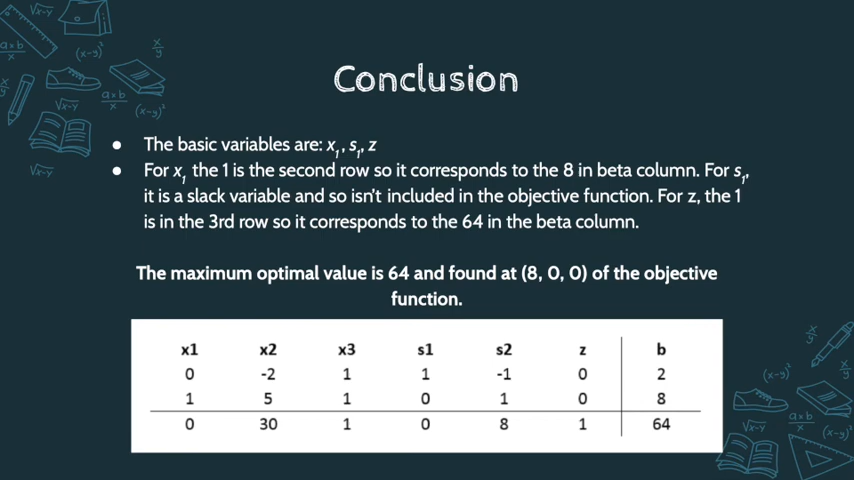 Conclusion
● The basic variables are: x1, s1, z
● For x1 the 1 is the second row so it corresponds to the 8 in beta column. For s1,
it is a slack variable and so isn't included in the objective function. For z, the 1
is in the 3rd row so it corresponds to the 64 in the beta column.
The maximum optimal value is 64 and found at (8, 0, 0) of the objective
function.
x1 x2 x3 s1 s2 z b
0 -2 1 1 -1 0 2
1 5 1 0 1 0 8
0 30 1 0 8 1 64